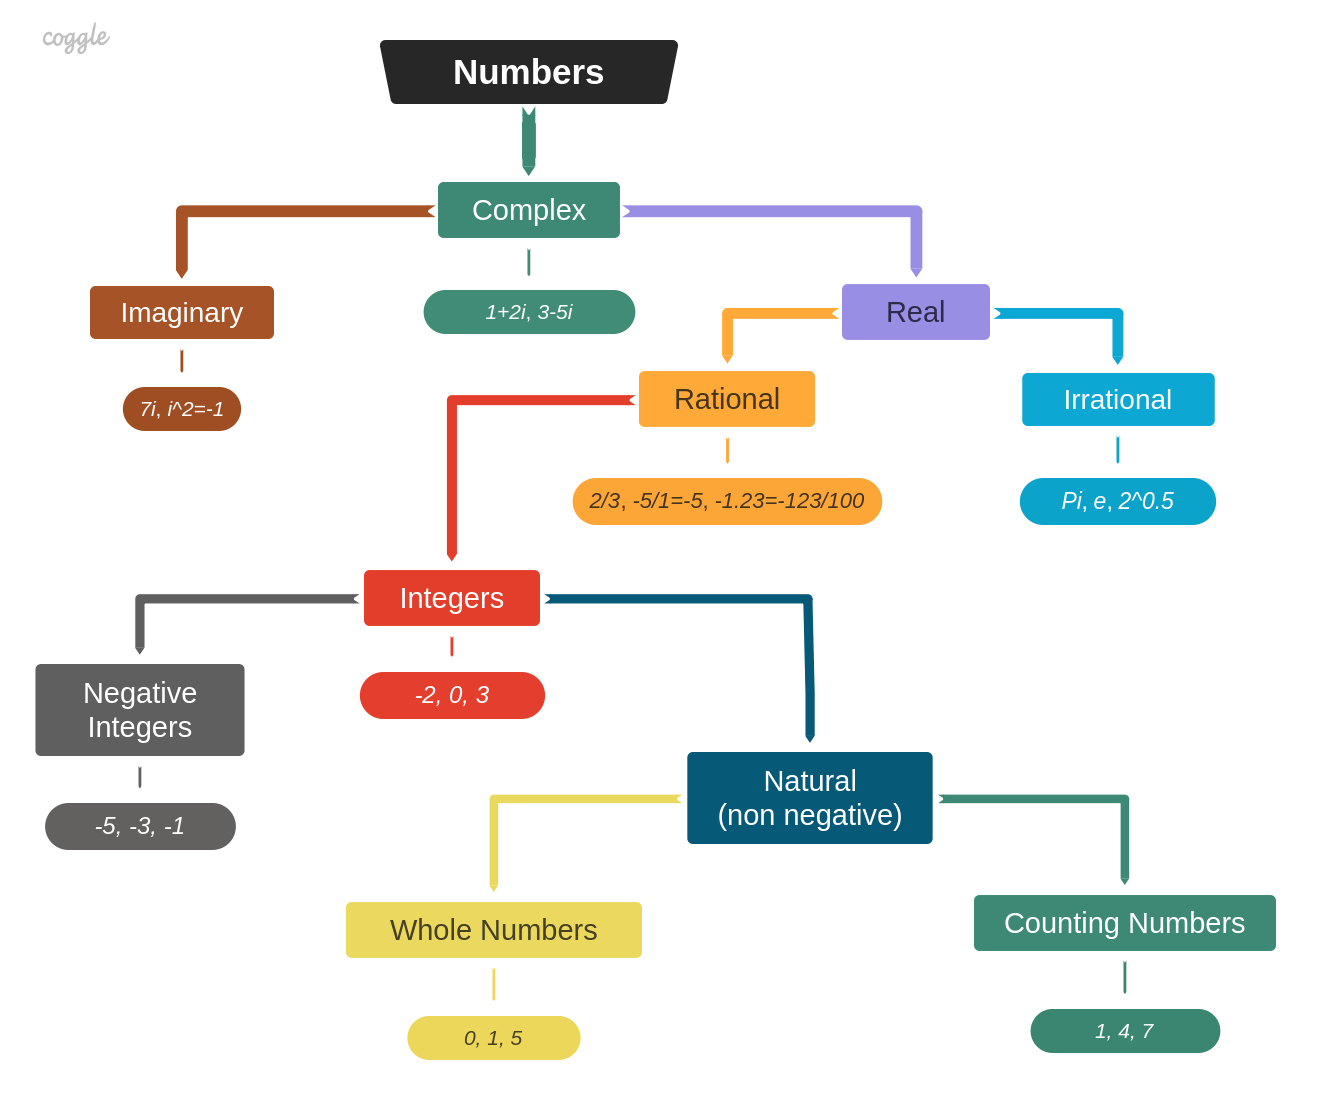 coggle
Numbers
Complex
1+2i, 3-5i
Imaginary
7i, i^2=-1
Real
Rational
2/3, -5/1=-5, -1.23=-123/100
Irrational
Pi, e, 2^0.5
Integers
-2, 0, 3
Negative
Integers
-5, -3, -1
Natural
(non negative)
Whole Numbers
0, 1, 5
Counting Numbers
1, 4, 7